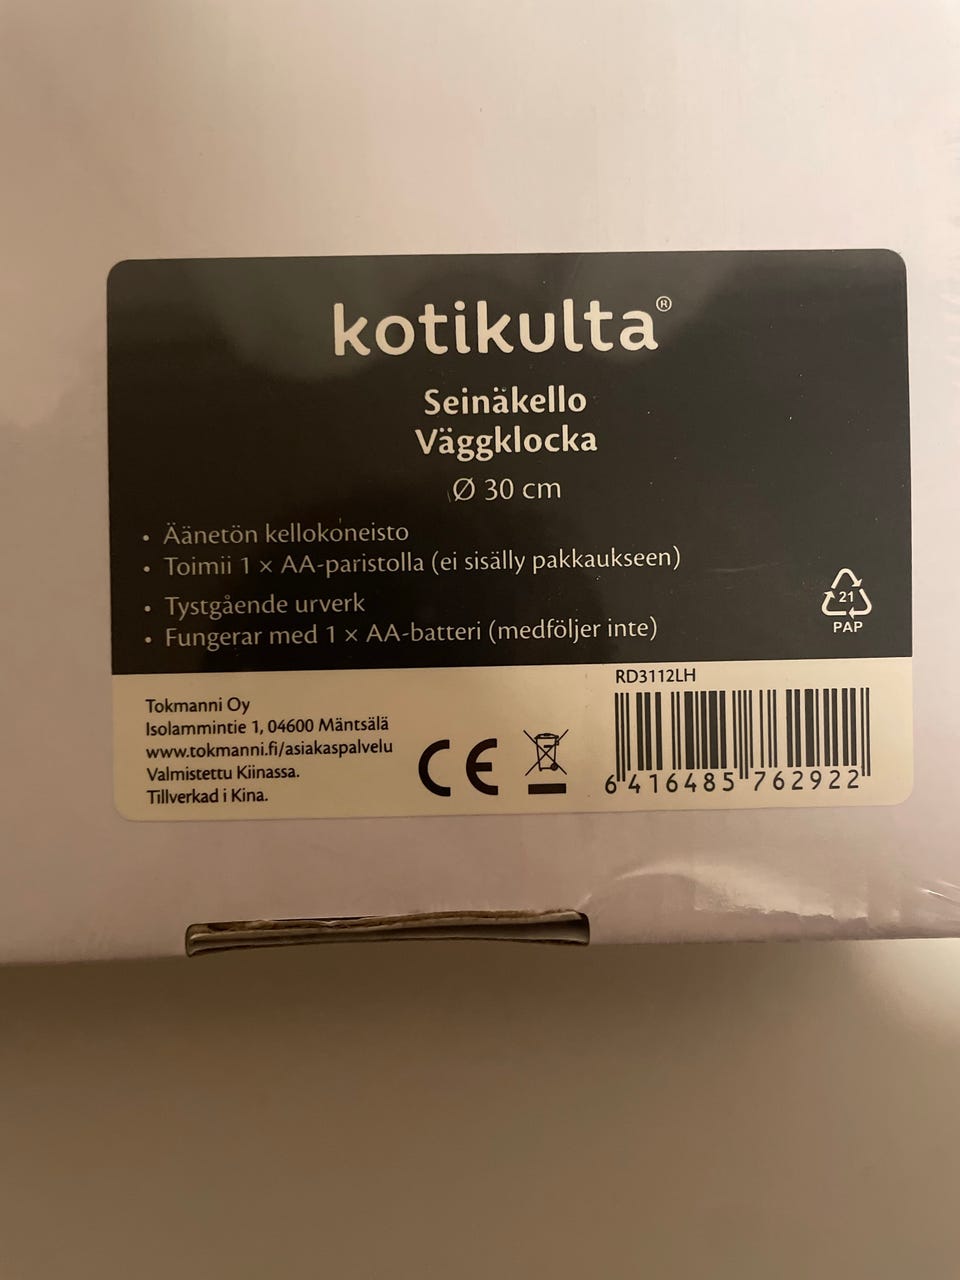 kotikulta®
Seinäkello
Väggklocka
Ø 30 cm
• Äänetön kellokoneisto
• Toimii 1 × AA-paristolla (ei sisälly pakkaukseen)
• Tystgående urverk
• Fungerar med 1 × AA-batteri (medföljer inte)
21
PAP
Tokmanni Oy
Isolammintie 1, 04600 Mäntsälä
www.tokmanni.fi/asiakaspalvelu
Valmistettu Kiinassa.
Tillverkad i Kina.
CE
RD3112LH
6 416485 762922